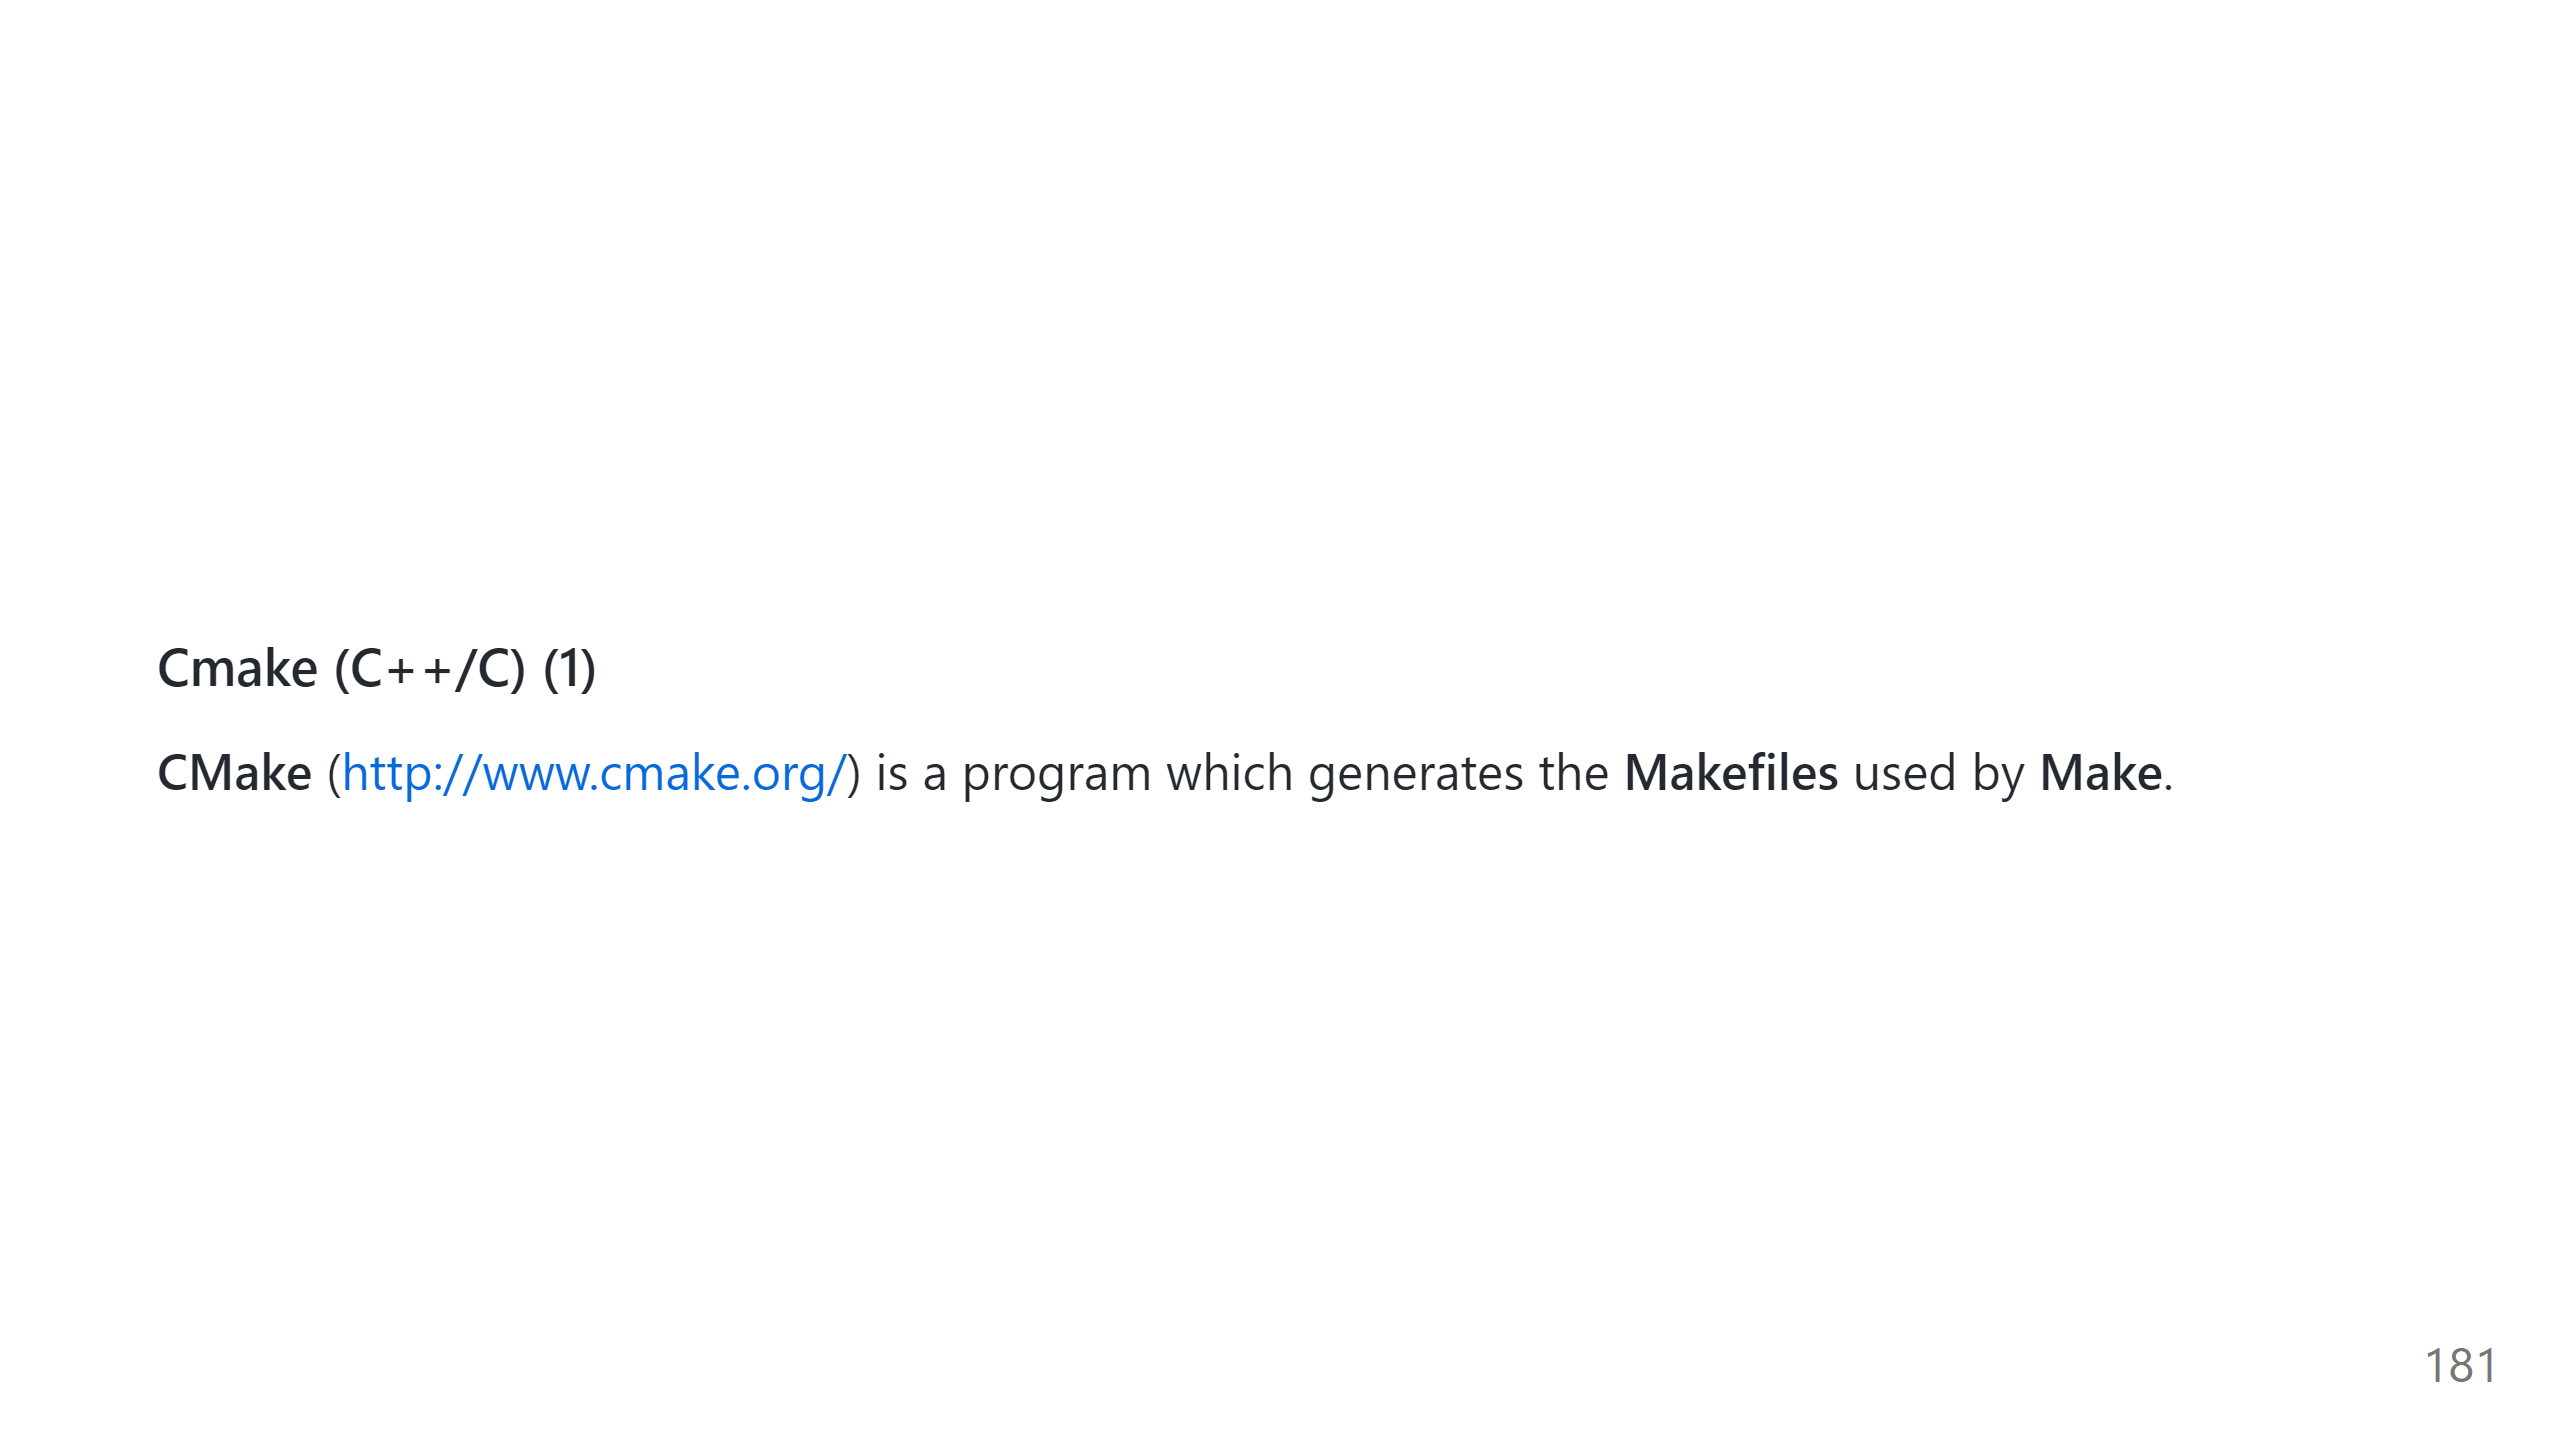 Cmake (C++/C) (1)
CMake (http://www.cmake.org/) is a program which generates the Makefiles used by Make.
181